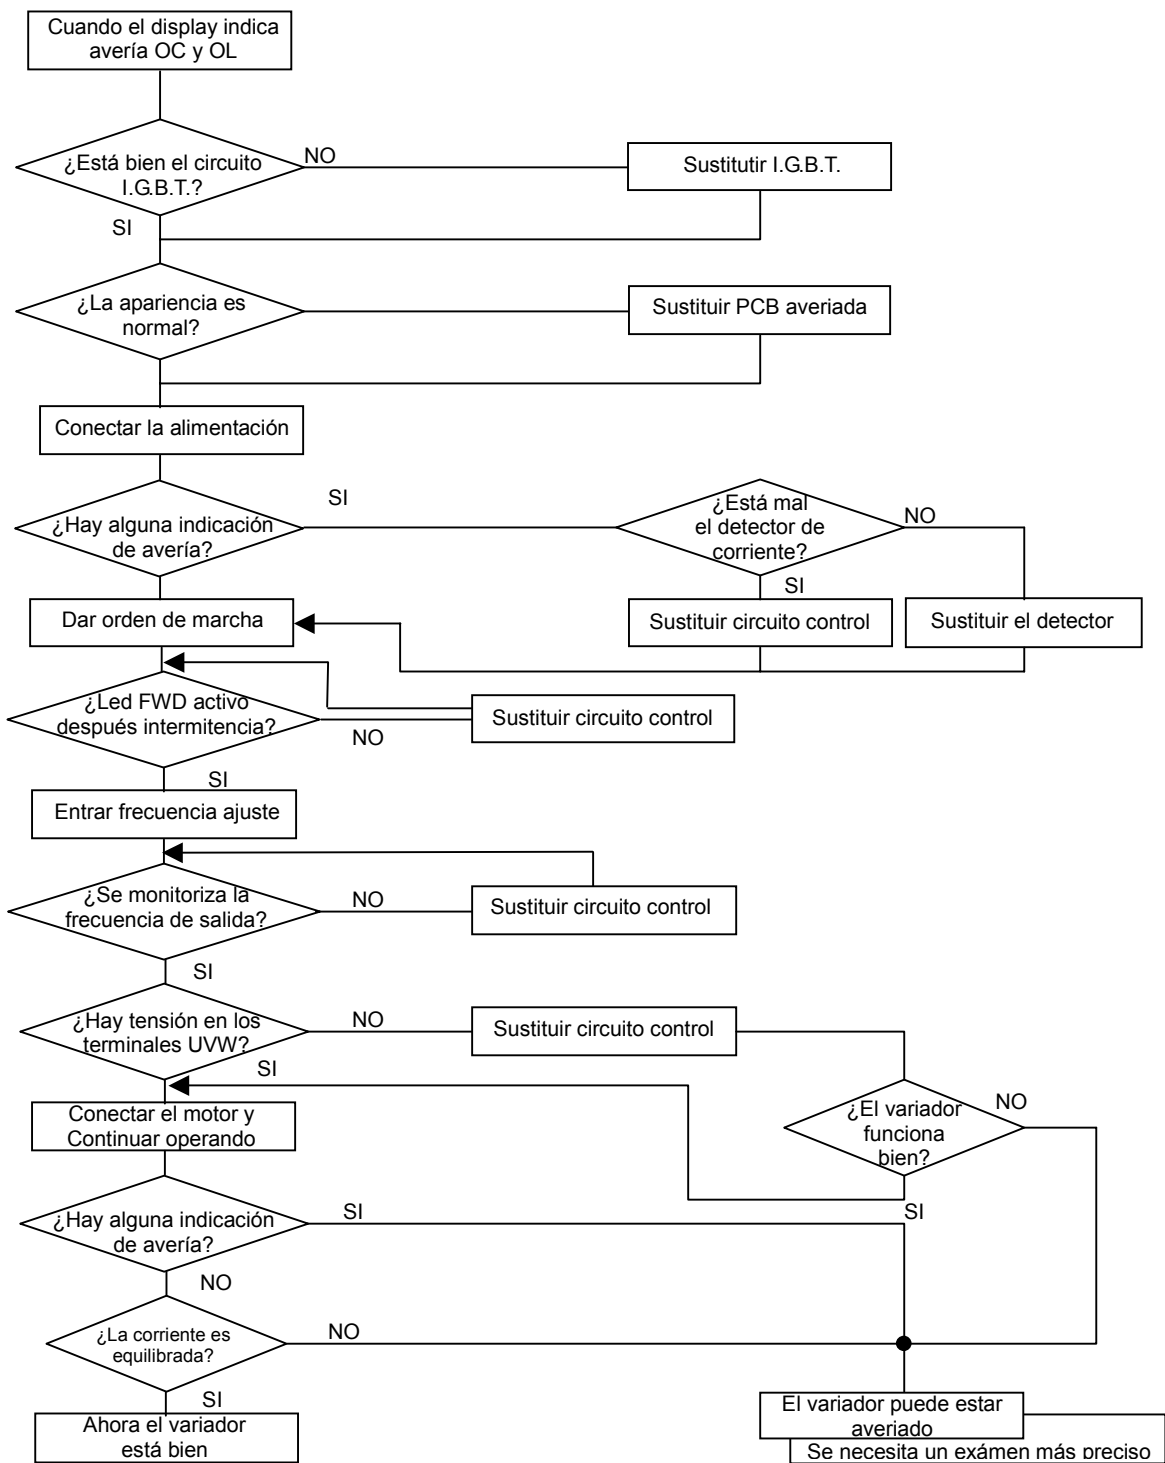 Cuando el display indica
avería OC y OL
¿Está bien el circuito
I.G.B.T.?
NO
Sustitutir I.G.B.T.
SI
¿La apariencia es
normal?
Sustituir PCB averiada
Conectar la alimentación
¿Hay alguna indicación
de avería?
SI
¿Está mal
el detector de
corriente?
NO
SI
Dar orden de marcha
Sustituir circuito control
Sustituir el detector
¿Led FWD activo
después intermitencia?
NO
Sustituir circuito control
SI
Entrar frecuencia ajuste
¿Se monitoriza la
frecuencia de salida?
NO
Sustituir circuito control
SI
¿Hay tensión en los
terminales UVW?
NO
Sustituir circuito control
SI
Conectar el motor y
Continuar operando
¿El variador
funciona
bien?
NO
SI
¿Hay alguna indicación
de avería?
SI
NO
¿La corriente es
equilibrada?
NO
SI
Ahora el variador
está bien
El variador puede estar
averiado
Se necesita un exámen más preciso